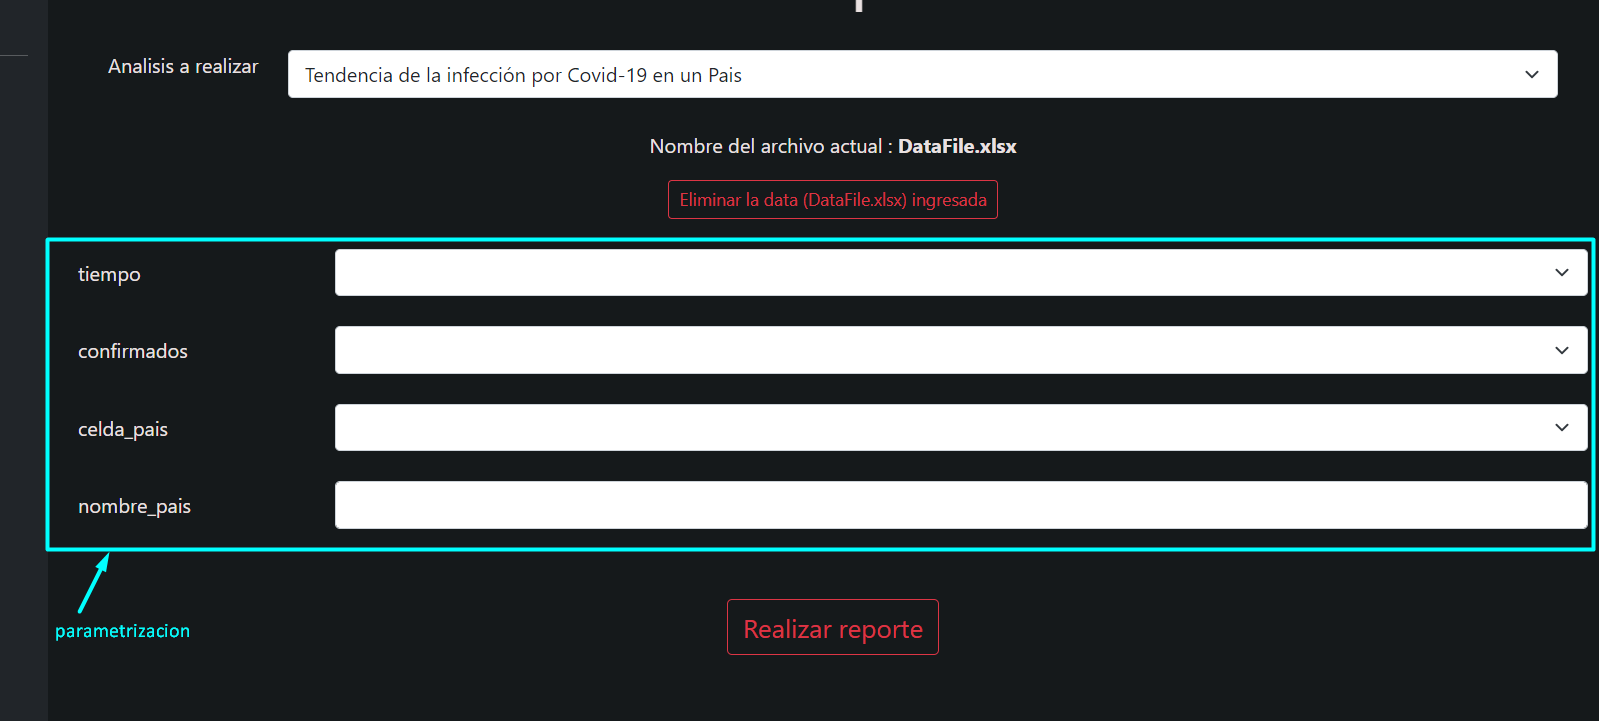 Analisis a realizar
Tendencia de la infección por Covid-19 en un Pais
Nombre del archivo actual : DataFile.xlsx
Eliminar la data (DataFile.xlsx) ingresada
tiempo
confirmados
celda_pais
nombre_pais
parametrizacion
Realizar reporte